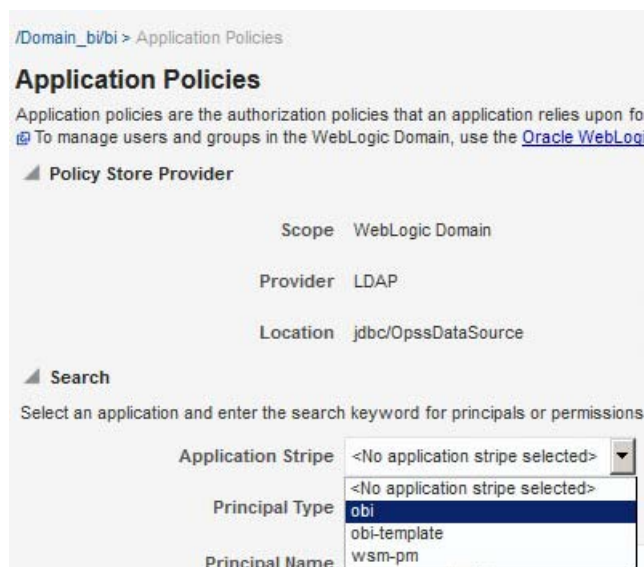 /Domain_bi/bi > Application Policies
Application Policies
Application policies are the authorization policies that an application relies upon fo
To manage users and groups in the WebLogic Domain, use the Oracle WebLogi
Policy Store Provider
Scope WebLogic Domain
Provider LDAP
Location jdbc/OpssDataSource
Search
Select an application and enter the search keyword for principals or permissions
Application Stripe <No application stripe selected>
<No application stripe selected>
Principal Type obi
obi-template
Principal Name wsm-pm